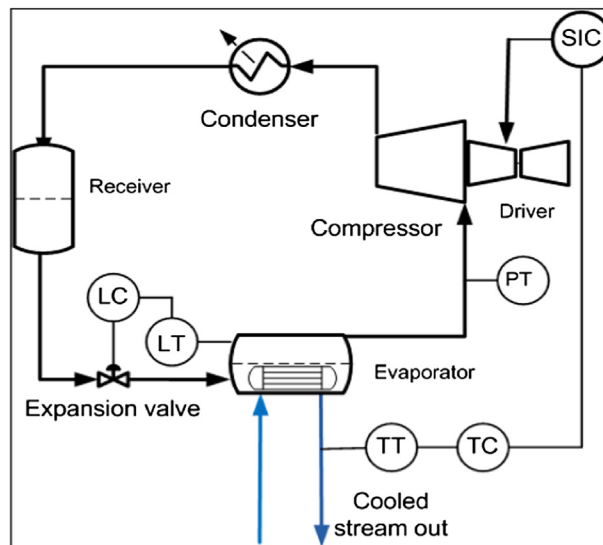 SIC
Condenser
Receiver
Driver
Compressor
PT
LC
LT
Evaporator
Expansion valve
TT
TC
Cooled
stream out